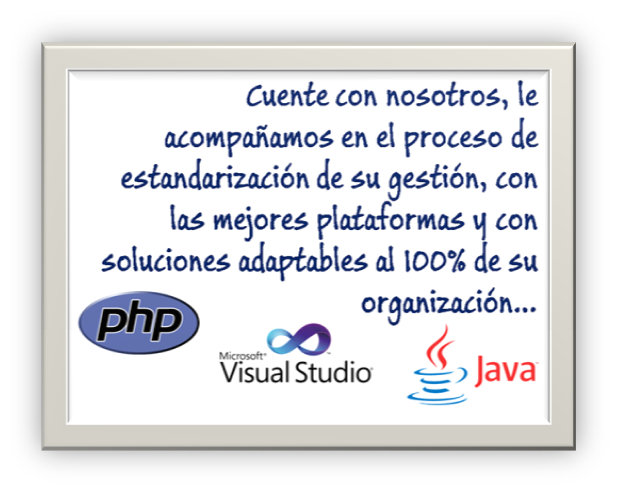 Cuente con nosotros, le
acompañamos en el proceso de
estandarización de su gestión, con
las mejores plataformas y con
soluciones adaptables al 100% de su
organización...
php
Microsoft
Visual Studio
Java